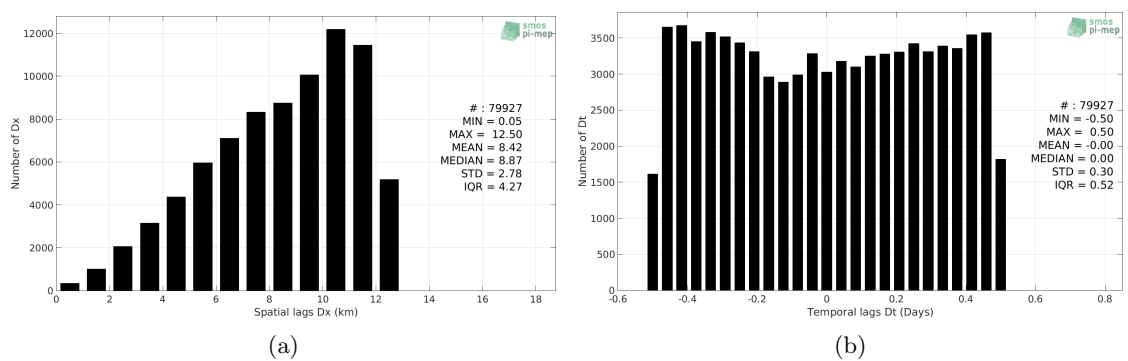 smos
pi-mep
12000
10000
8000
6000
4000
2000
0
Number of Dx
# : 79927
MIN = 0.05
MAX = 12.50
MEAN = 8.42
MEDIAN = 8.87
STD = 2.78
IQR = 4.27
0 2 4 6 8 10 12 14 16 18
Spatial lags Dx (km)
(a)
smos
pi-mep
3500
3000
2500
2000
1500
1000
500
0
Number of Dt
# : 79927
MIN = -0.50
MAX = 0.50
MEAN = -0.00
MEDIAN = 0.00
STD = 0.30
IQR = 0.52
-0.6 -0.4 -0.2 0 0.2 0.4 0.6 0.8
Temporal lags Dt (Days)
(b)